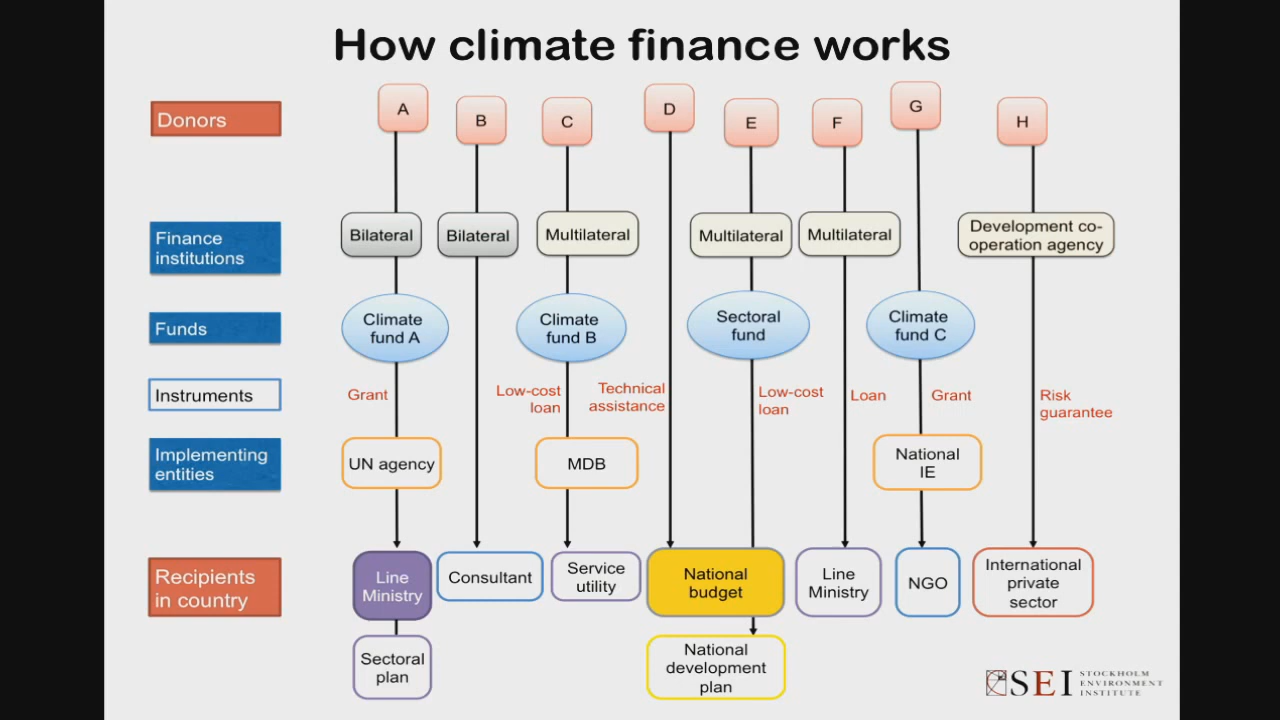 How climate finance works
Donors
A
B
C
D
E
F
G
H
Finance
institutions
Bilateral
Bilateral
Multilateral
Multilateral
Multilateral
Development co-
operation agency
Funds
Climate
fund A
Climate
fund B
Sectoral
fund
Climate
fund C
Instruments
Grant
Low-cost
loan
Technical
assistance
Low-cost
loan
Loan
Grant
Risk
guarantee
Implementing
entities
UN agency
MDB
National
IE
Recipients
in country
Line
Ministry
Consultant
Service
utility
National
budget
Line
Ministry
NGO
International
private
sector
Sectoral
plan
National
development
plan
SEI
STOCKHOLM
ENVIRONMENT
INSTITUTE